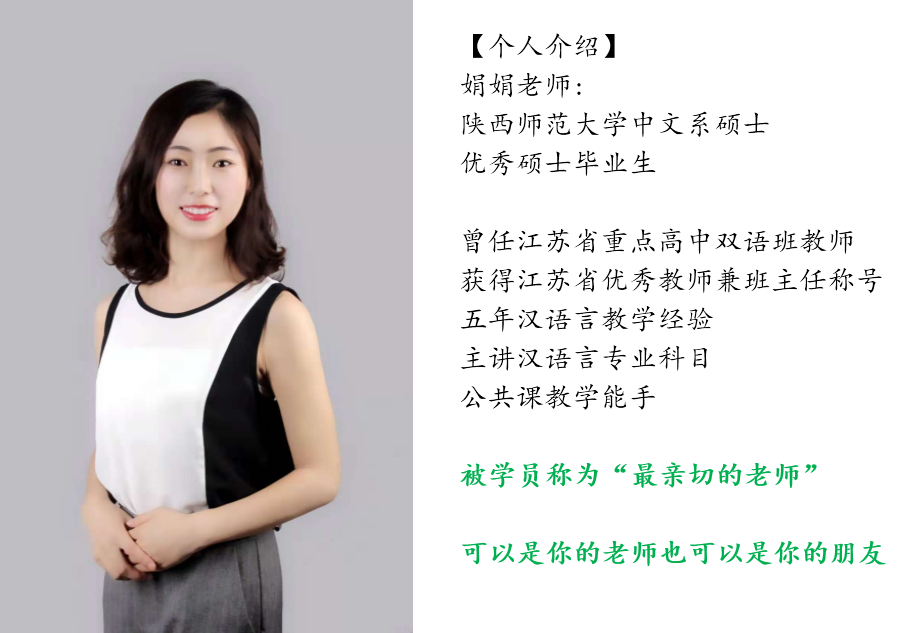 【个人介绍】
娟娟老师:
陕西师范大学中文系硕士
优秀硕士毕业生
曾任江苏省重点高中双语班教师
获得江苏省优秀教师兼班主任称号
五年汉语言教学经验
主讲汉语言专业科目
公共课教学能手
被学员称为“最亲切的老师”
可以是你的老师也可以是你的朋友